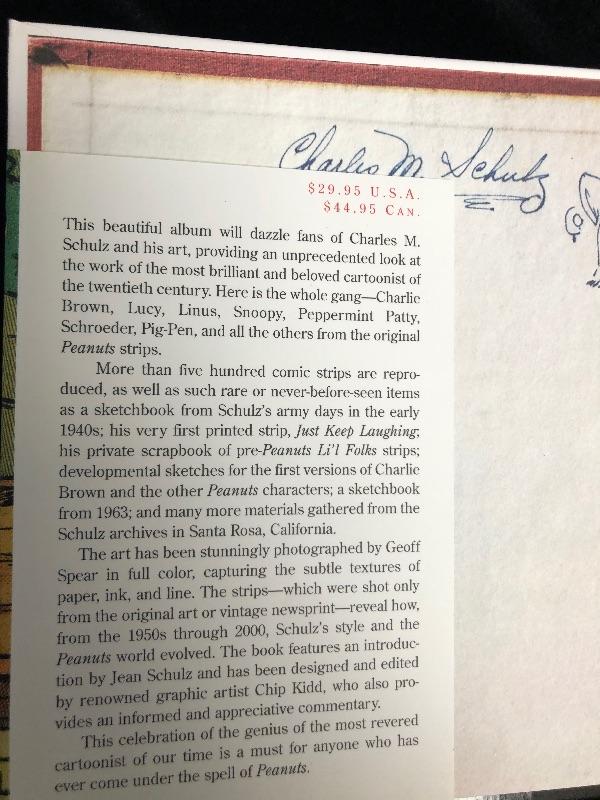 Charles M. Schulz
$29.95 U.S.A.
$44.95 CAN.
This beautiful album will dazzle fans of Charles M.
Schulz and his art, providing an unprecedented look at
the work of the most brilliant and beloved cartoonist of
the twentieth century. Here is the whole gang—Charlie
Brown, Lucy, Linus, Snoopy, Peppermint Patty,
Schroeder, Pig-Pen, and all the others from the original
Peanuts strips.
More than five hundred comic strips are repro-
duced, as well as such rare or never-before-seen items
as a sketchbook from Schulz's army days in the early
1940s; his very first printed strip, Just Keep Laughing;
his private scrapbook of pre-Peanuts Li'l Folks strips;
developmental sketches for the first versions of Charlie
Brown and the other Peanuts characters; a sketchbook
from 1963; and many more materials gathered from the
Schulz archives in Santa Rosa, California.
The art has been stunningly photographed by Geoff
Spear in full color, capturing the subtle textures of
paper, ink, and line. The strips—which were shot only
from the original art or vintage newsprint—reveal how,
from the 1950s through 2000, Schulz's style and the
Peanuts world evolved. The book features an introduc-
tion by Jean Schulz and has been designed and edited
by renowned graphic artist Chip Kidd, who also pro-
vides an informed and appreciative commentary.
This celebration of the genius of the most revered
cartoonist of our time is a must for anyone who has
ever come under the spell of Peanuts.